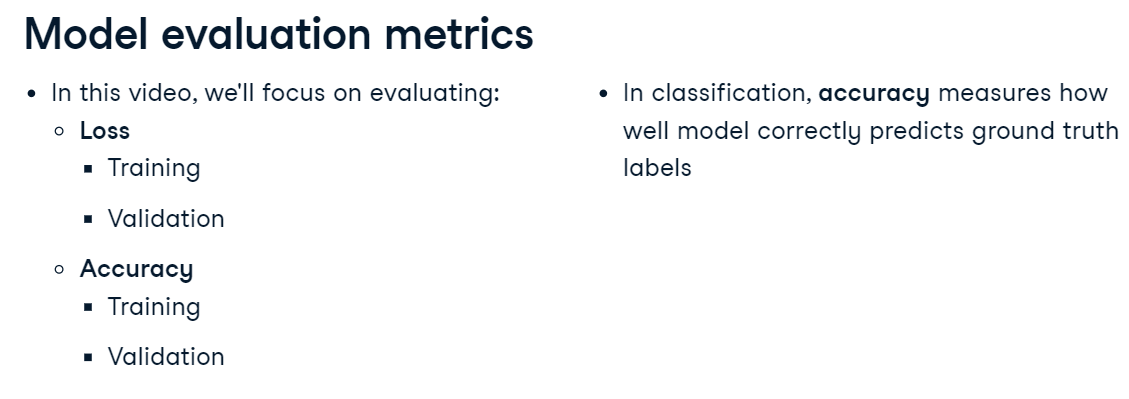 Model evaluation metrics
In this video, we'll focus on evaluating:
Loss
Training
Validation
Accuracy
Training
Validation
In classification, accuracy measures how
well model correctly predicts ground truth
labels